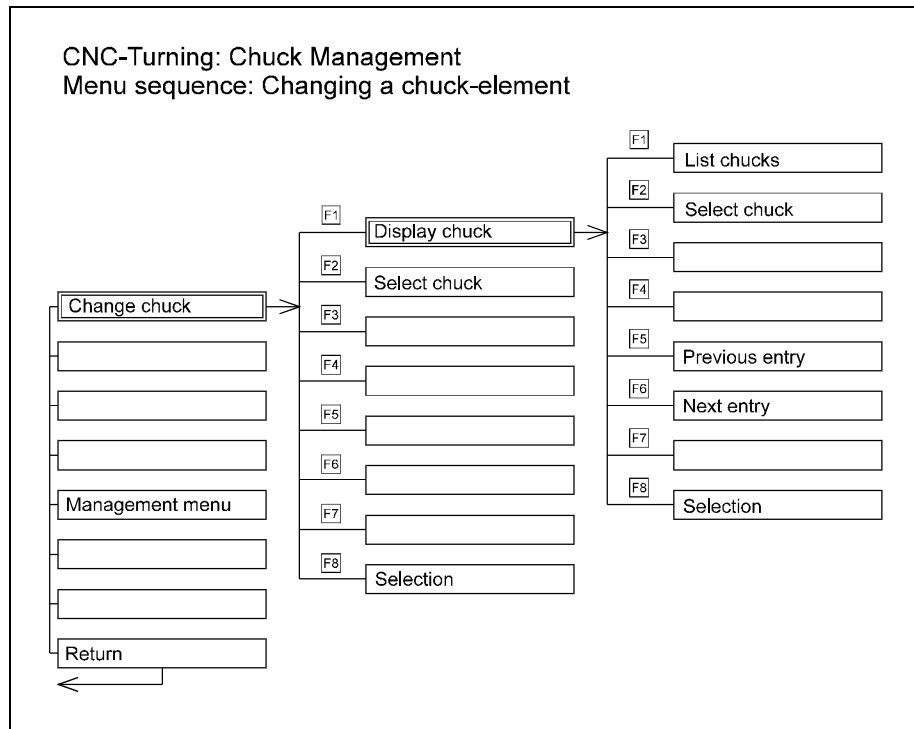 CNC-Turning: Chuck Management
Menu sequence: Changing a chuck-element
Change chuck
Management menu
Return
F1 Display chuck
F2 Select chuck
F3
F4
F5
F6
F7
F8 Selection
F1 List chucks
F2 Select chuck
F3
F4
F5 Previous entry
F6 Next entry
F7
F8 Selection